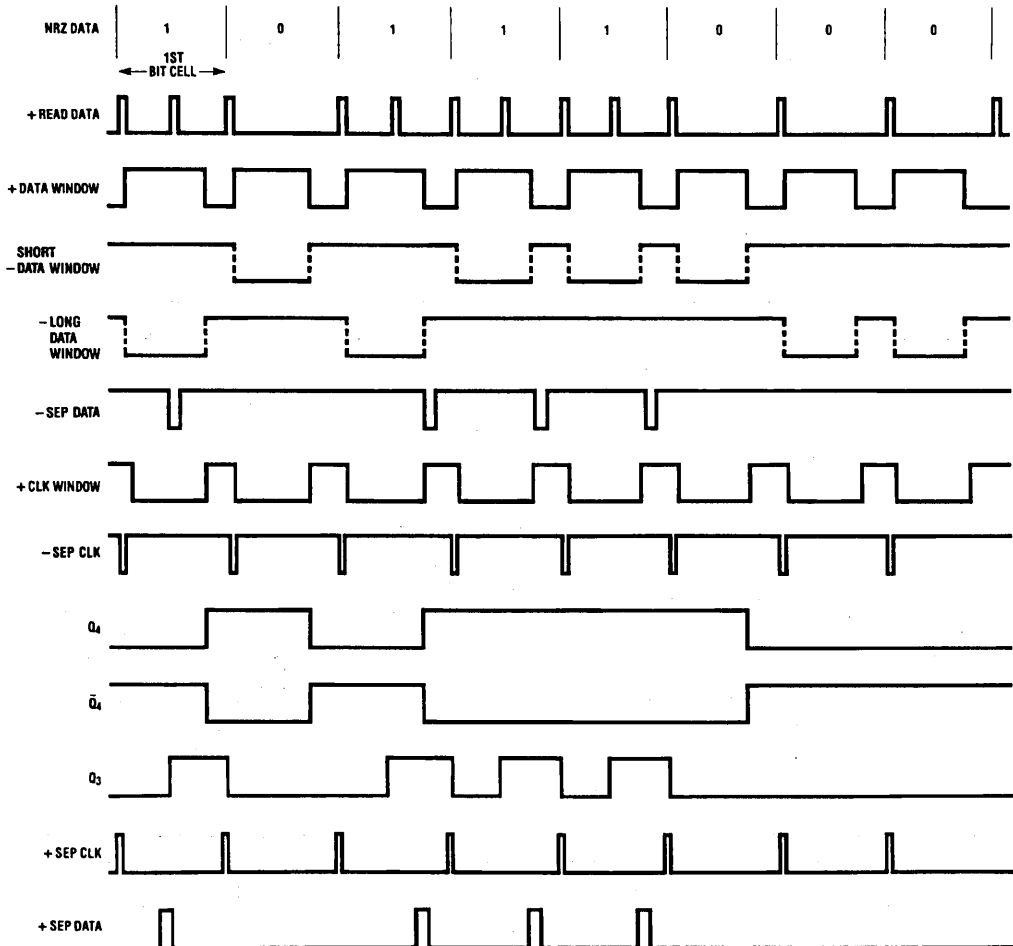 NRZ DATA 1 0 1 1 1 0 0 0
1ST
BIT CELL
+ READ DATA
+ DATA WINDOW
SHORT
− DATA WINDOW
− LONG
DATA
WINDOW
− SEP DATA
+ CLK WINDOW
− SEP CLK
Q₄
Q̄₄
Q₃
+ SEP CLK
+ SEP DATA